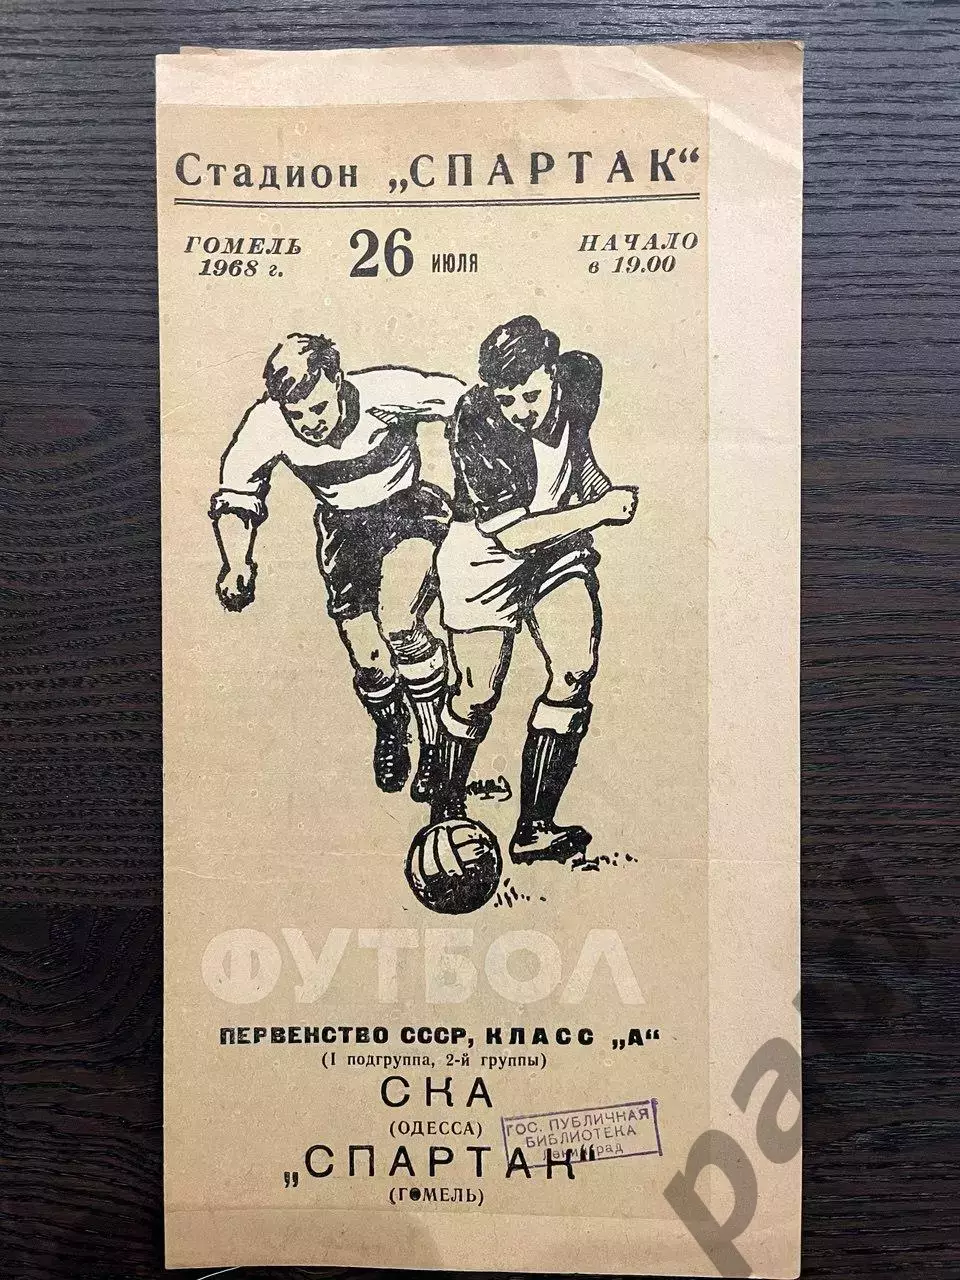 Стадион „СПАРТАК“
ГОМЕЛЬ
1968 г.
26 ИЮЛЯ
НАЧАЛО
в 19.00
ФУТБОЛ
ПЕРВЕНСТВО СССР, КЛАСС „А“
(I подгруппа, 2-й группы)
СКА
(ОДЕССА)
ГОС. ПУБЛИЧНАЯ
БИБЛИОТЕКА
Ленинград
„СПАРТАК“
(ГОМЕЛЬ)